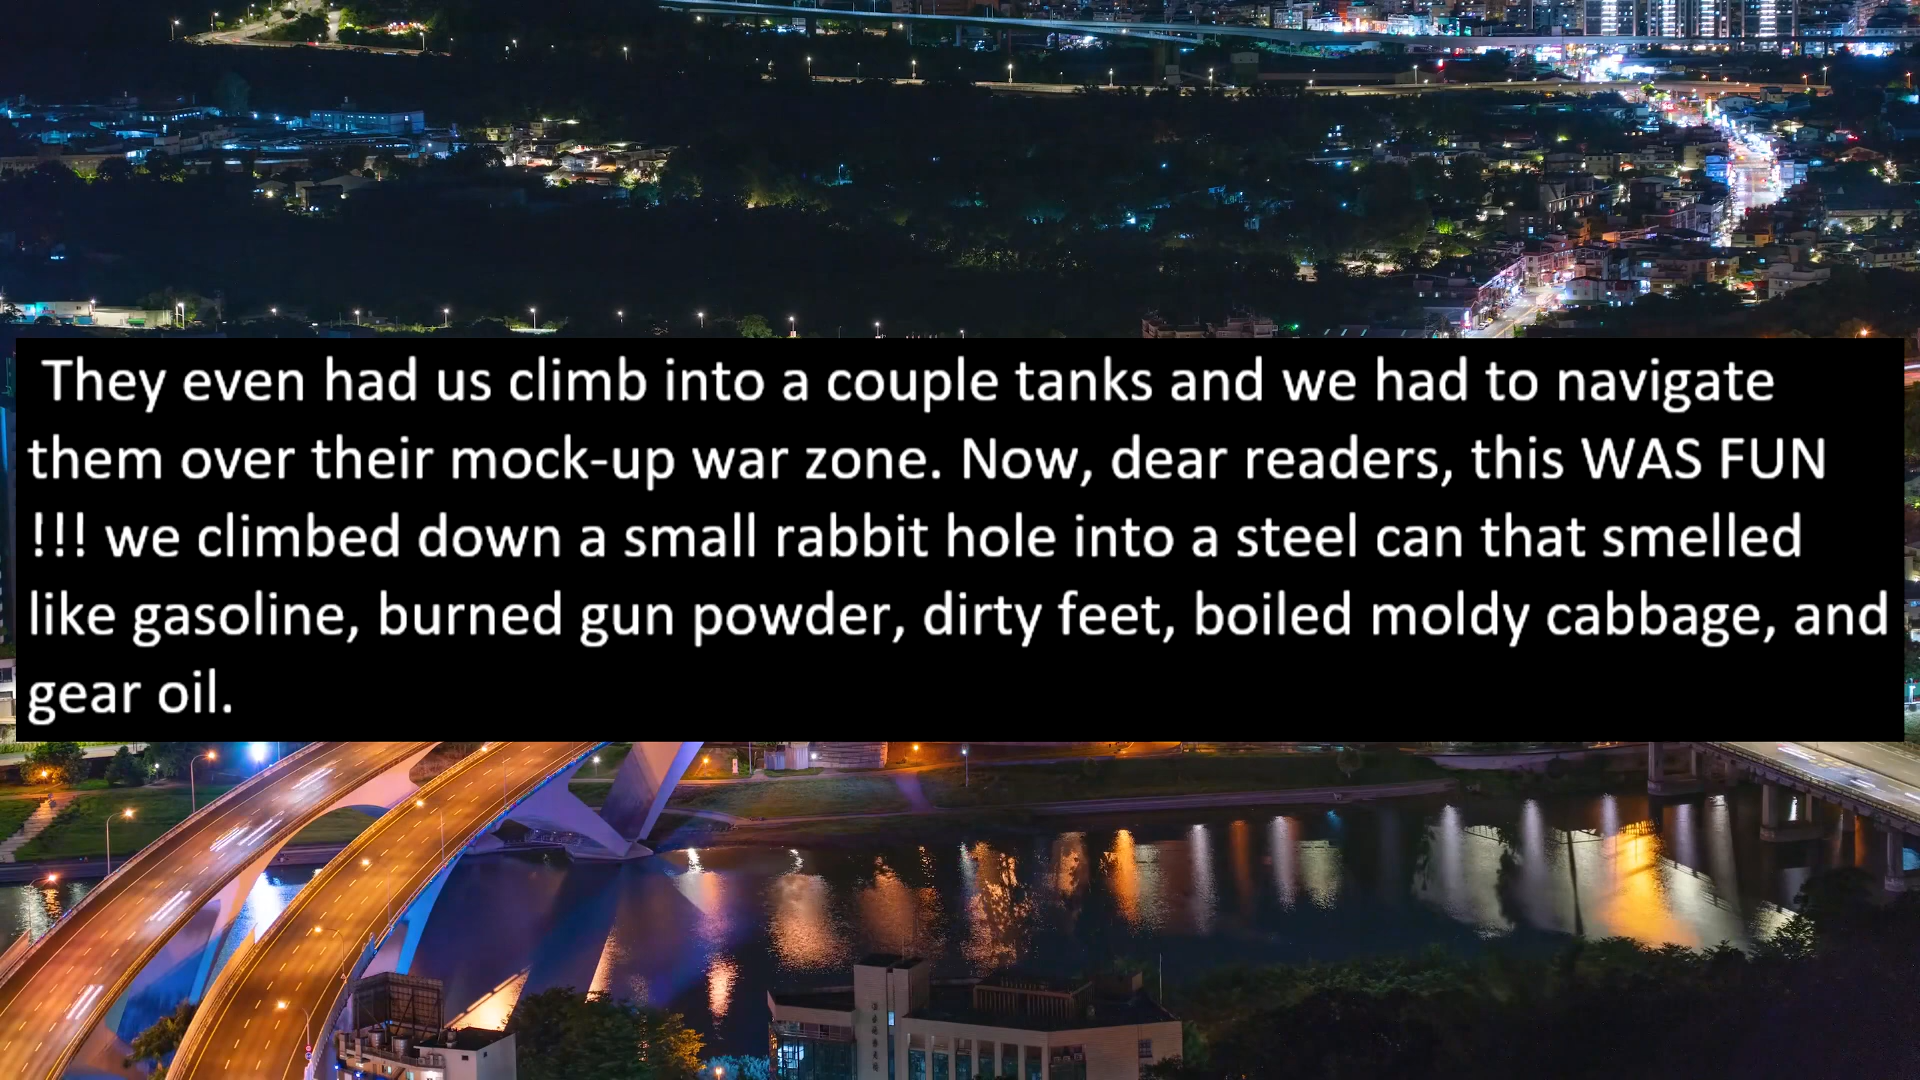 They even had us climb into a couple tanks and we had to navigate
them over their mock-up war zone. Now, dear readers, this WAS FUN
!!! we climbed down a small rabbit hole into a steel can that smelled
like gasoline, burned gun powder, dirty feet, boiled moldy cabbage, and
gear oil.